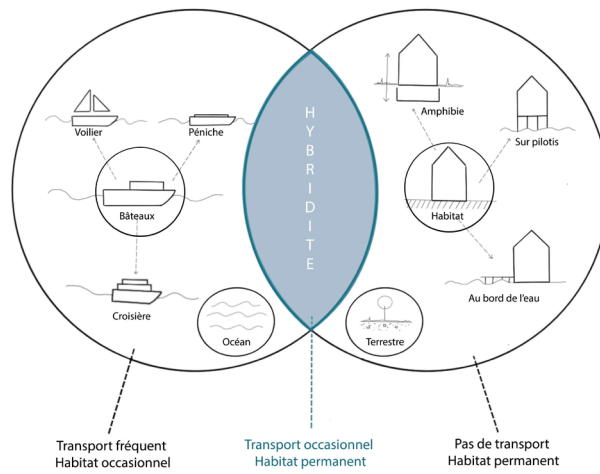 Voilier
Péniche
Bâteaux
Croisière
Océan
HYBRIDITE
Amphibie
Sur pilotis
Habitat
Au bord de l'eau
Terrestre
Transport fréquent
Habitat occasionnel
Transport occasionnel
Habitat permanent
Pas de transport
Habitat permanent